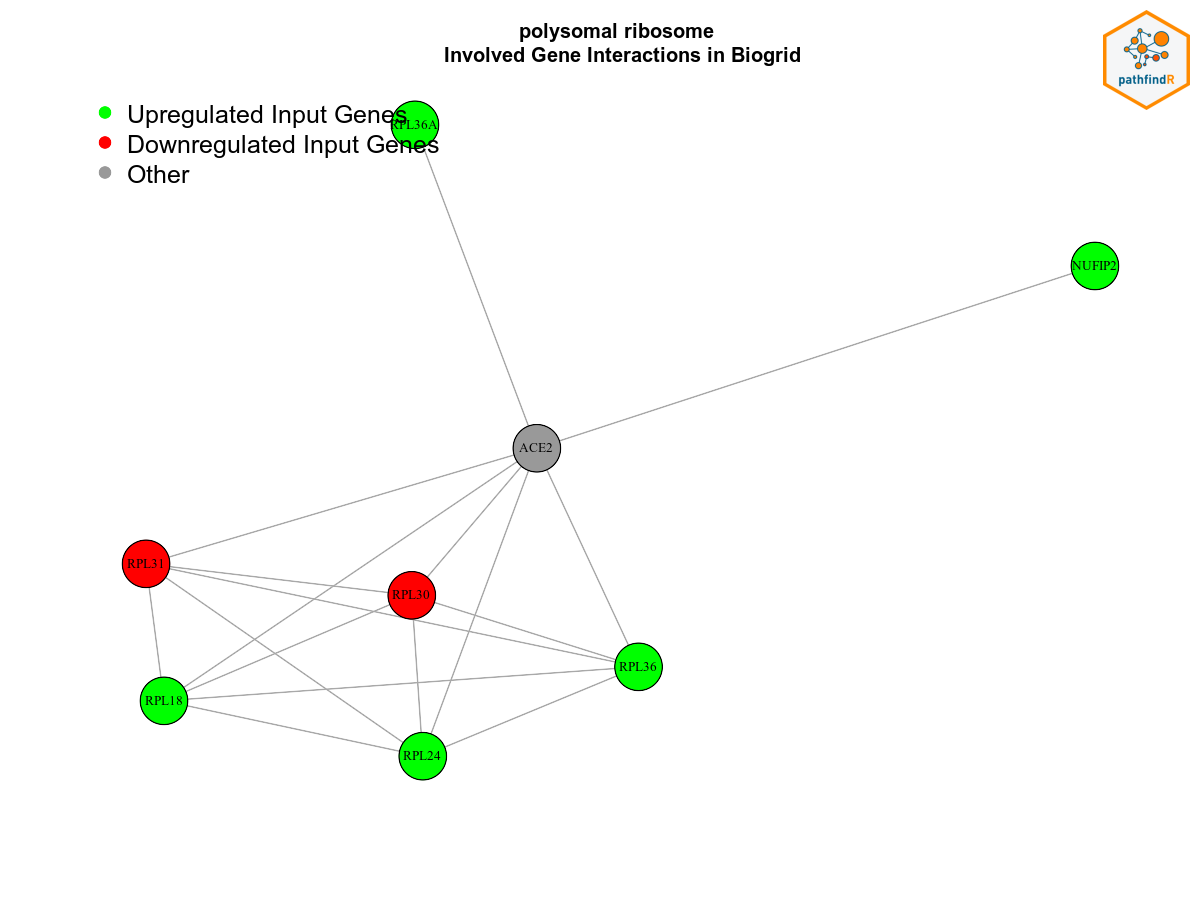 polysomal ribosome
Involved Gene Interactions in Biogrid
pathfindR
Upregulated Input Genes
RPL36A
Downregulated Input Genes
Other
NUFIP2
ACE2
RPL31
RPL30
RPL36
RPL18
RPL24